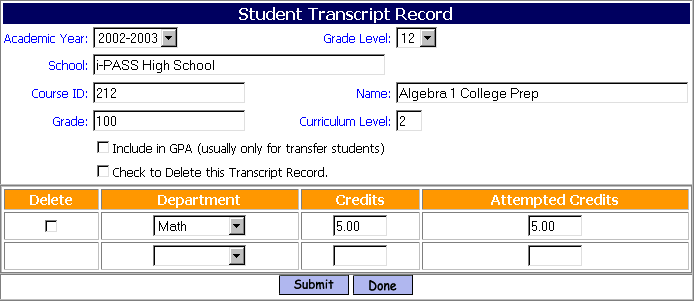 Student Transcript Record
Academic Year: 2002-2003 Grade Level: 12
School: i-PASS High School
Course ID: 212 Name: Algebra 1 College Prep
Grade: 100 Curriculum Level: 2
Include in GPA (usually only for transfer students)
Check to Delete this Transcript Record.
Delete Department Credits Attempted Credits
Math 5.00 5.00
Submit Done